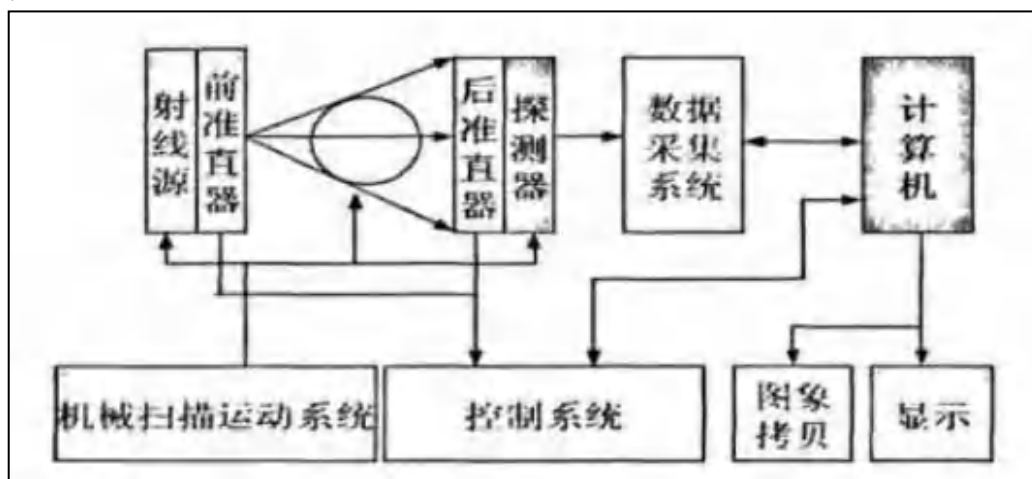 射线源
前准直器
后准直器
探测器
数据
采集
系统
计算机
机械扫描运动系统
控制系统
图象
拷贝
显示